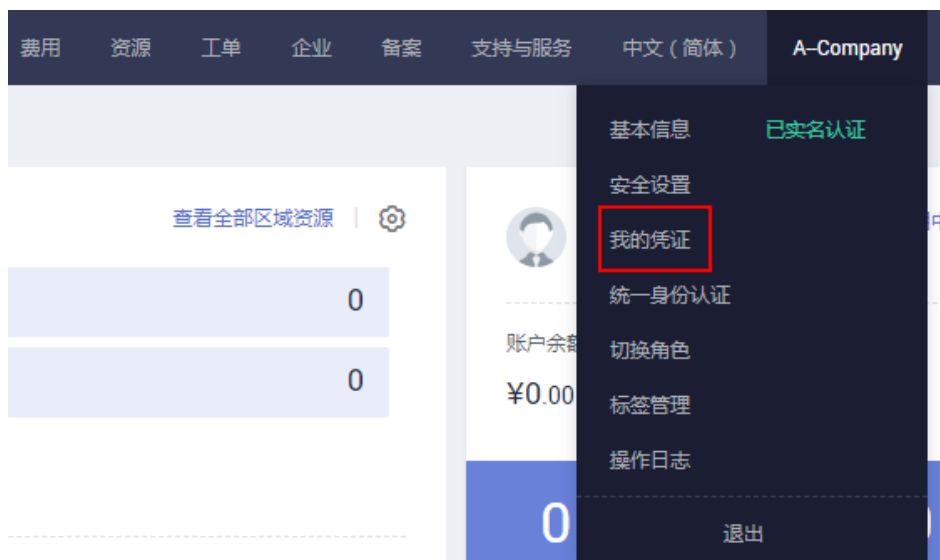 费用 资源 工单 企业 备案 支持与服务 中文（简体） A-Company
基本信息 已实名认证
安全设置
查看全部区域资源
我的凭证
统一身份认证
0
账户余
切换角色
0
¥0.00
标签管理
操作日志
0
退出